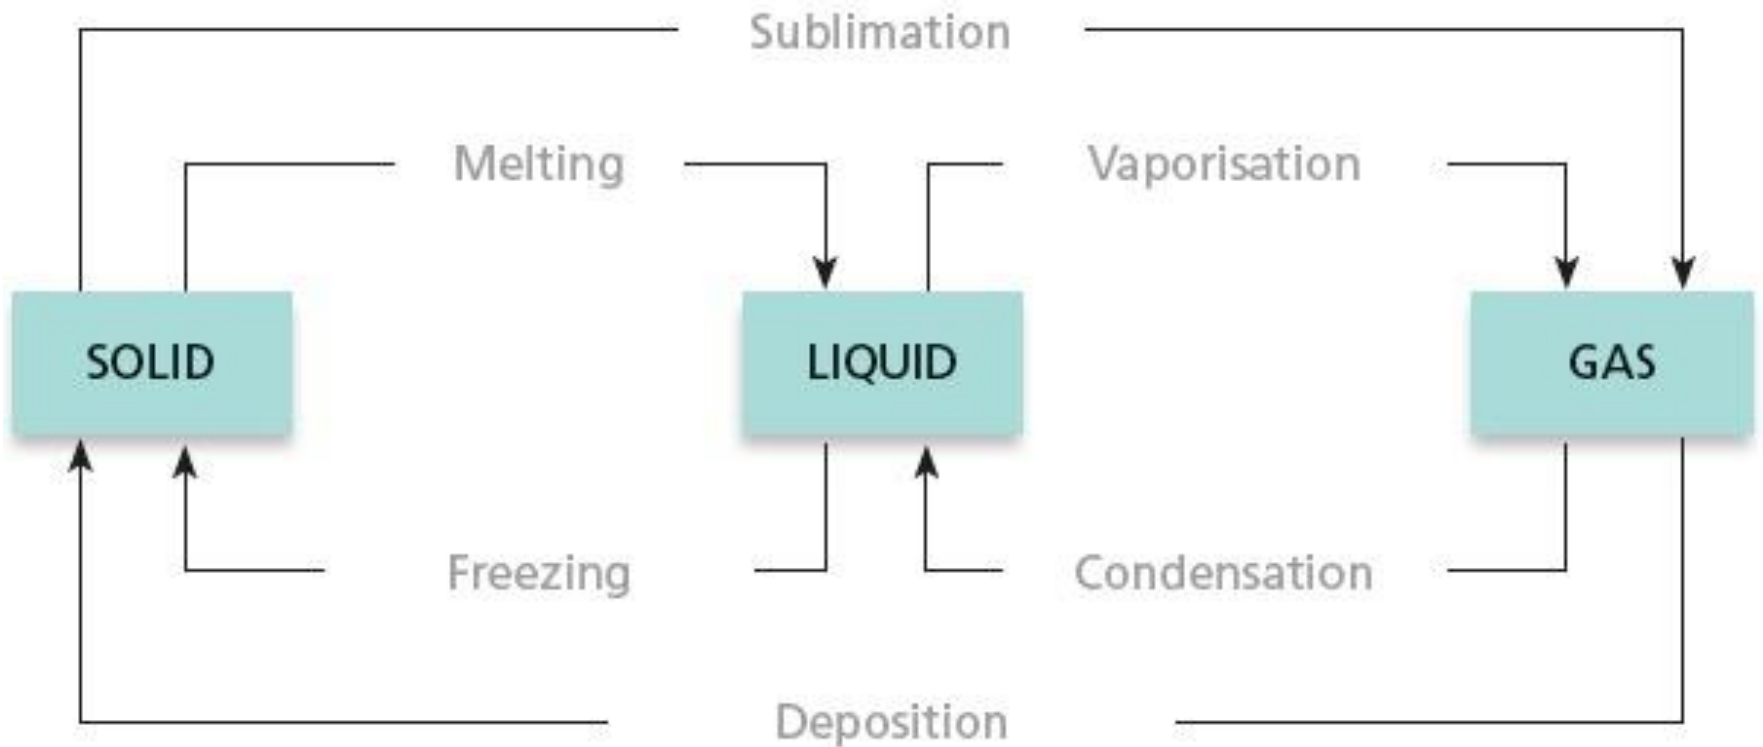 Sublimation
Melting
Vaporisation
SOLID
LIQUID
GAS
Freezing
Condensation
Deposition